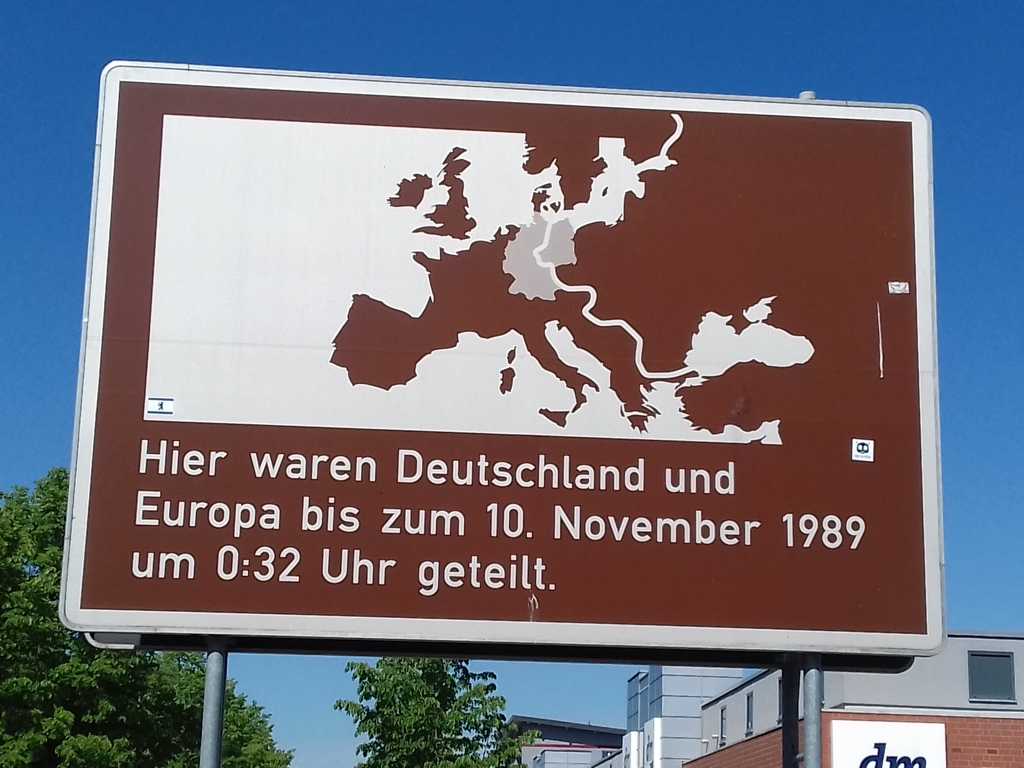 Hier waren Deutschland und
Europa bis zum 10. November 1989
um 0:32 Uhr geteilt.
dm